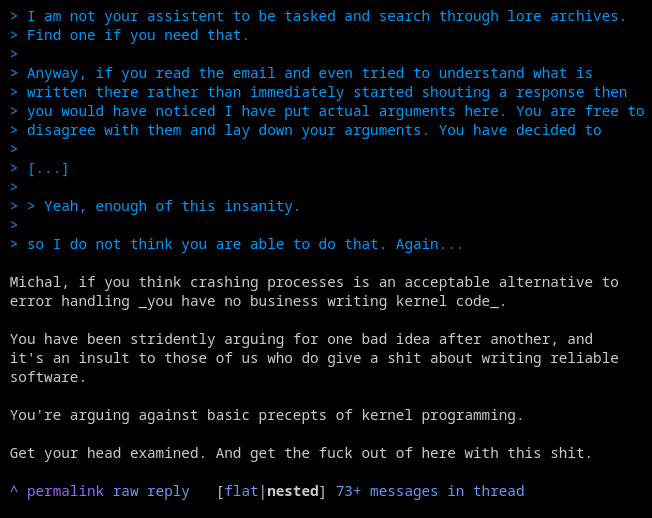 > I am not your assistant to be tasked and search through lore archives.
> Find one if you need that.
>
> Anyway, if you read the email and even tried to understand what is
> written there rather than immediately started shouting a response then
> you would have noticed I have put actual arguments here. You are free to
> disagree with them and lay down your arguments. You have decided to
>
> [...]
>
> > Yeah, enough of this insanity.
>
> so I do not think you are able to do that. Again...
Michal, if you think crashing processes is an acceptable alternative to
error handling _you have no business writing kernel code_.
You have been stridently arguing for one bad idea after another, and
it's an insult to those of us who do give a shit about writing reliable
software.
You're arguing against basic precepts of kernel programming.
Get your head examined. And get the fuck out of here with this shit.
^ permalink raw reply [flat|nested] 73+ messages in thread